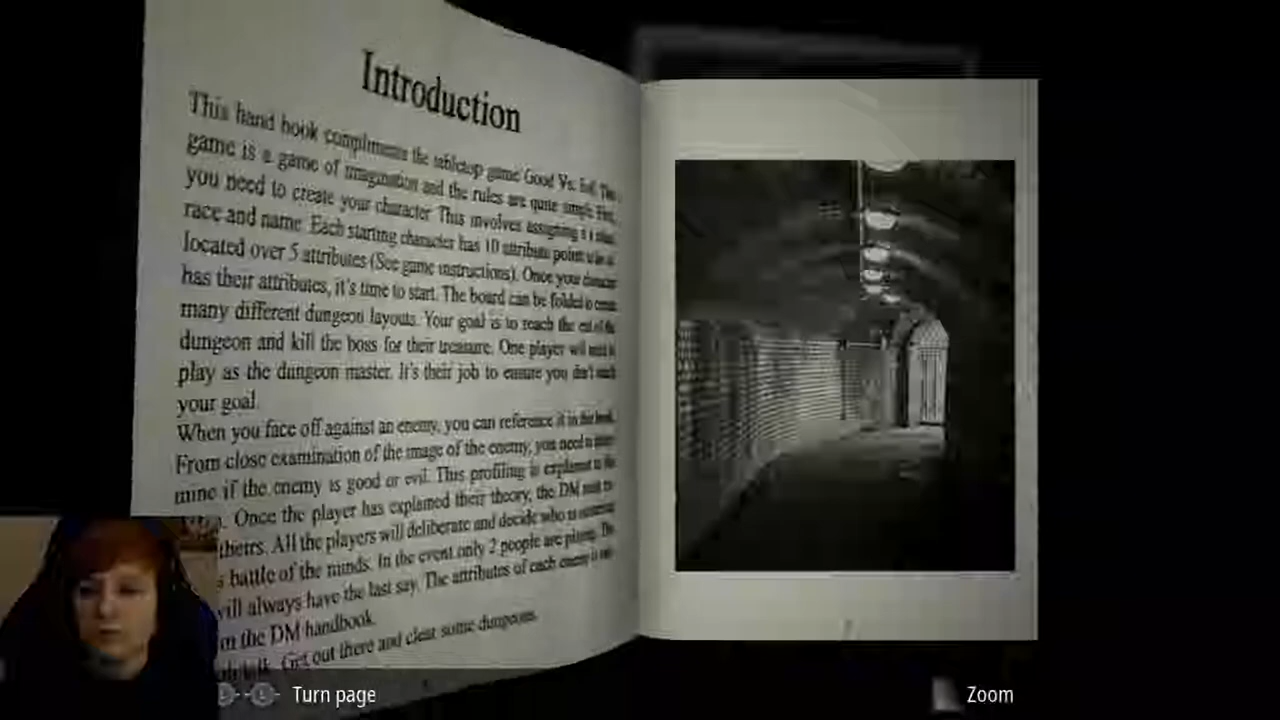 Introduction
This hand book compliments the tabletop game Good Vs. Evil. This
game is a game of imagination and the rules are quite simple. First,
you need to create your character. This involves assigning it a
race and name. Each starting character has 10 attribute points to be al-
located over 5 attributes (See game instructions). Once your character
has their attributes, it's time to start. The board can be folded to create
many different dungeon layouts. Your goal is to reach the end of the
dungeon and kill the boss for their treasure. One player will need to
play as the dungeon master. It's their job to ensure you don't reach
your goal.
When you face off against an enemy, you can reference it in this book.
From close examination of the image of the enemy, you need to
mine if the enemy is good or evil. This profiling is explained to the
Once the player has explained their theory, the DM
theirs. All the players will deliberate and decide who
battle of the minds. In the event only 2 people are playing, The
will always have the last say. The attributes of each enemy is
in the DM handbook.
talk. Get out there and clear some dungeons.
Turn page
Zoom